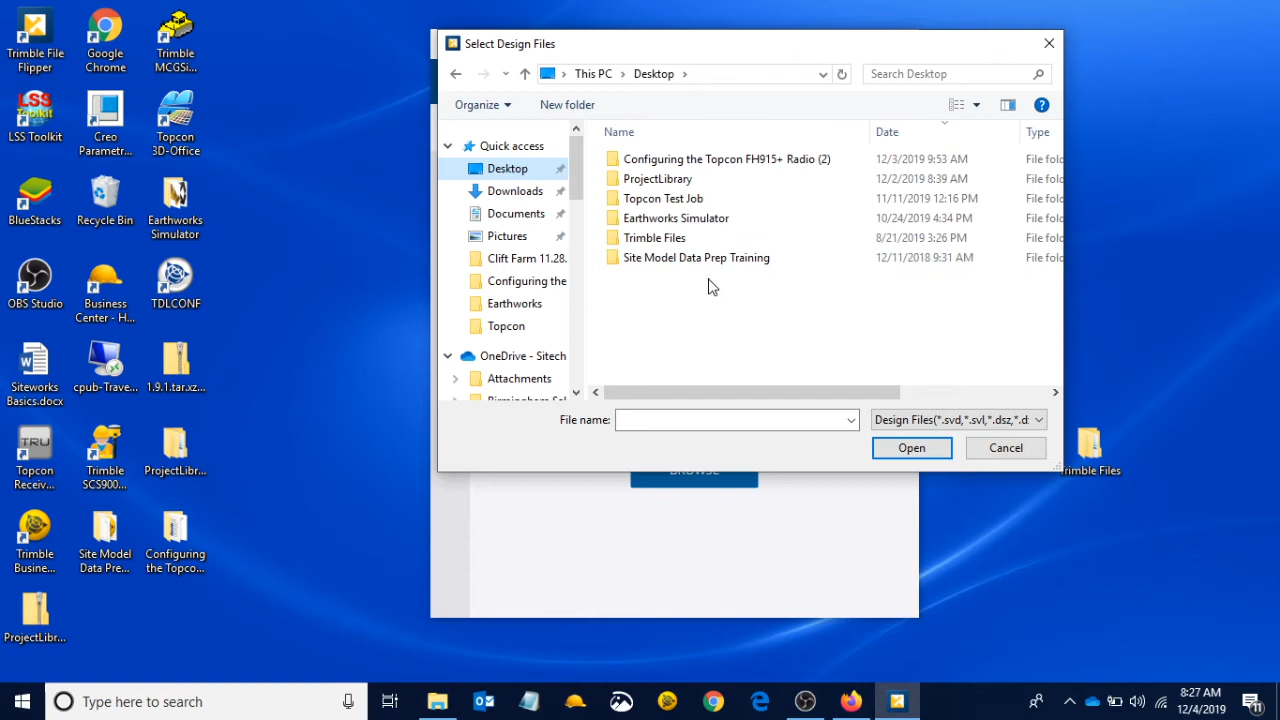 Trimble File
Flipper
Google
Chrome
Trimble
MCGSi...
LSS Toolkit
Creo
Parametr...
Topcon
3D-Office
BlueStacks
Recycle Bin
Earthworks
Simulator
OBS Studio
Business
Center - H...
TDLCONF
Siteworks
Basics.docx
cpub-Trave...
1.9.1.tar.xz...
Topcon
Receiv...
Trimble
SCS900...
ProjectLibr...
Trimble
Busine...
Site Model
Data Pre...
Configuring
the Topco...
ProjectLibr...
Select Design Files
This PC > Desktop >
Search Desktop
Organize
New folder
Name
Date
Type
Quick access
Desktop
Downloads
Documents
Pictures
Clift Farm 11.28.
Configuring the
Earthworks
Topcon
OneDrive - Sitech
Attachments
Configuring the Topcon FH915+ Radio (2) 12/3/2019 9:53 AM File fold
ProjectLibrary 12/2/2019 8:39 AM File fold
Topcon Test Job 11/11/2019 12:16 PM File fold
Earthworks Simulator 10/24/2019 4:34 PM File fold
Trimble Files 8/21/2019 3:26 PM File fold
Site Model Data Prep Training 12/11/2018 9:31 AM File fold
File name:
Design Files(*.svd,*.svl,*.dsz,*.d:
Open
Cancel
BROWSE
Trimble Files
Type here to search
8:27 AM
12/4/2019
11